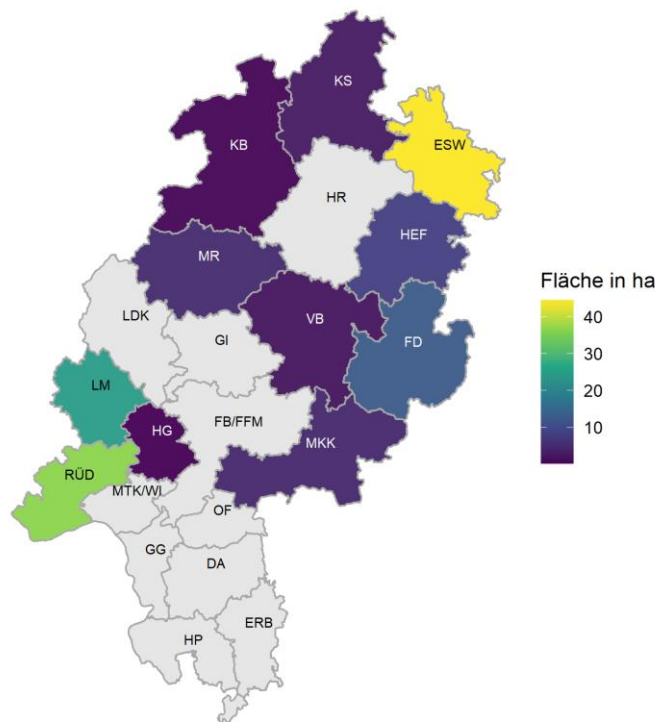 KS
KB
ESW
HR
HEF
MR
LDK
GI
VB
FD
LM
HG
FB/FFM
MKK
RÜD
MTK/WI
OF
GG
DA
ERB
HP
Fläche in ha
40
30
20
10